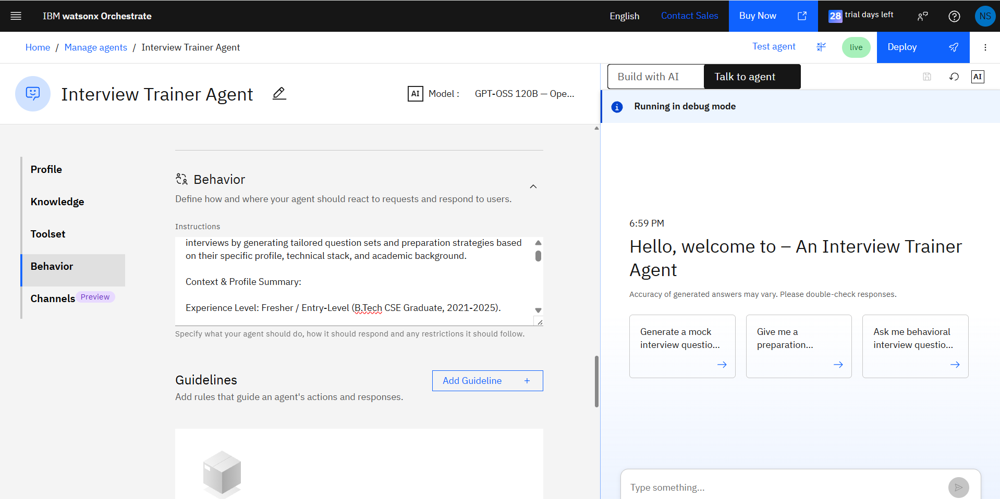 IBM watsonx Orchestrate
English
Contact Sales
Buy Now
28 trial days left
NS
Home / Manage agents / Interview Trainer Agent
Test agent
live
Deploy
Interview Trainer Agent
AI Model :
GPT-OSS 120B — Ope...
Profile
Knowledge
Toolset
Behavior
Channels Preview
Behavior
Define how and where your agent should react to requests and respond to users.
Instructions
interviews by generating tailored question sets and preparation strategies based
on their specific profile, technical stack, and academic background.
Context & Profile Summary:
Experience Level: Fresher / Entry-Level (B.Tech CSE Graduate, 2021-2025).
Specify what your agent should do, how it should respond and any restrictions it should follow.
Guidelines
Add rules that guide an agent's actions and responses.
Add Guideline +
Build with AI
Talk to agent
AI
Running in debug mode
6:59 PM
Hello, welcome to – An Interview Trainer
Agent
Accuracy of generated answers may vary. Please double-check responses.
Generate a mock
interview questio...
Give me a
preparation...
Ask me behavioral
interview questio...
Type something...